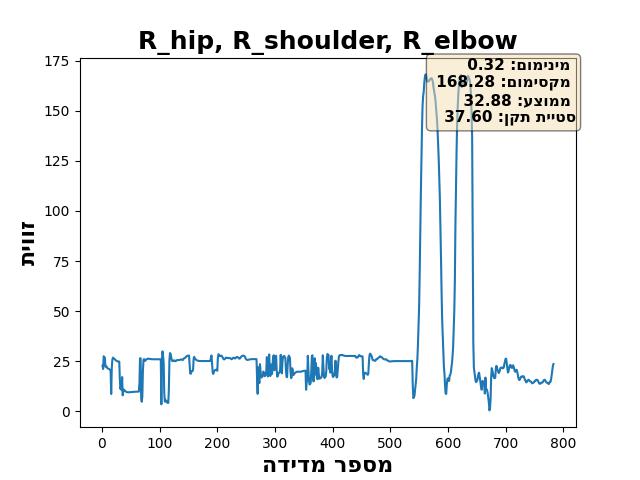 R_hip, R_shoulder, R_elbow
מינימום: 0.32
מקסימום: 168.28
ממוצע: 32.88
סטיית תקן: 37.60
175
150
125
100
75
50
25
0
זווית
0 100 200 300 400 500 600 700 800
מספר מדידה